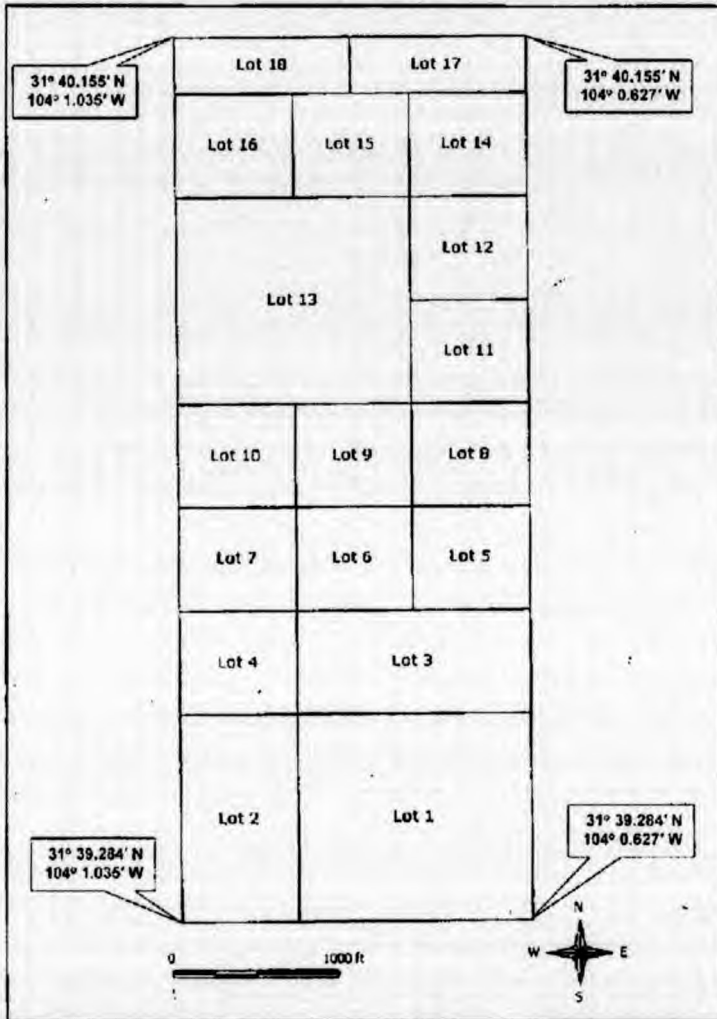 Lot 18
Lot 17
31° 40.155' N
104° 1.035' W
31° 40.155' N
104° 0.627' W
Lot 16
Lot 15
Lot 14
Lot 12
Lot 13
Lot 11
Lot 10
Lot 9
Lot 8
Lot 7
Lot 6
Lot 5
Lot 4
Lot 3
Lot 2
Lot 1
31° 39.284' N
104° 1.035' W
31° 39.284' N
104° 0.627' W
0
1000 ft
N
W
E
S